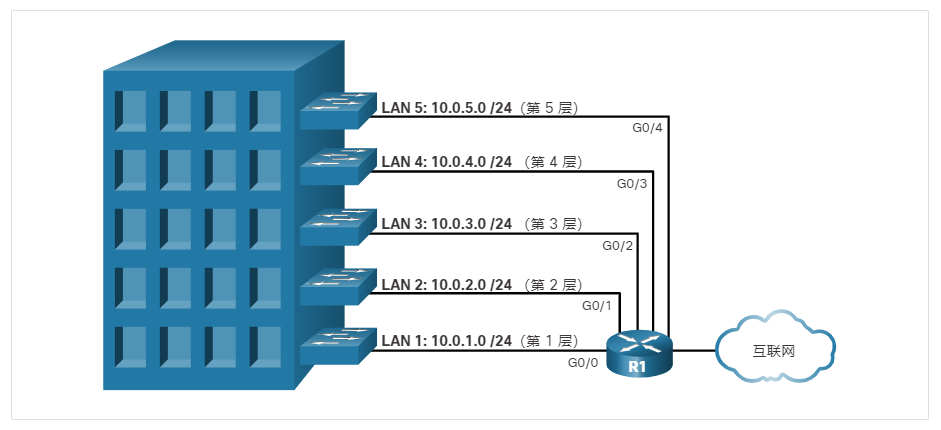 LAN 5: 10.0.5.0 /24（第 5 层）
G0/4
LAN 4: 10.0.4.0 /24 （第 4 层）
G0/3
LAN 3: 10.0.3.0 /24 （第 3 层）
G0/2
LAN 2: 10.0.2.0 /24 （第 2 层）
G0/1
LAN 1: 10.0.1.0 /24（第 1 层）
G0/0
R1
互联网